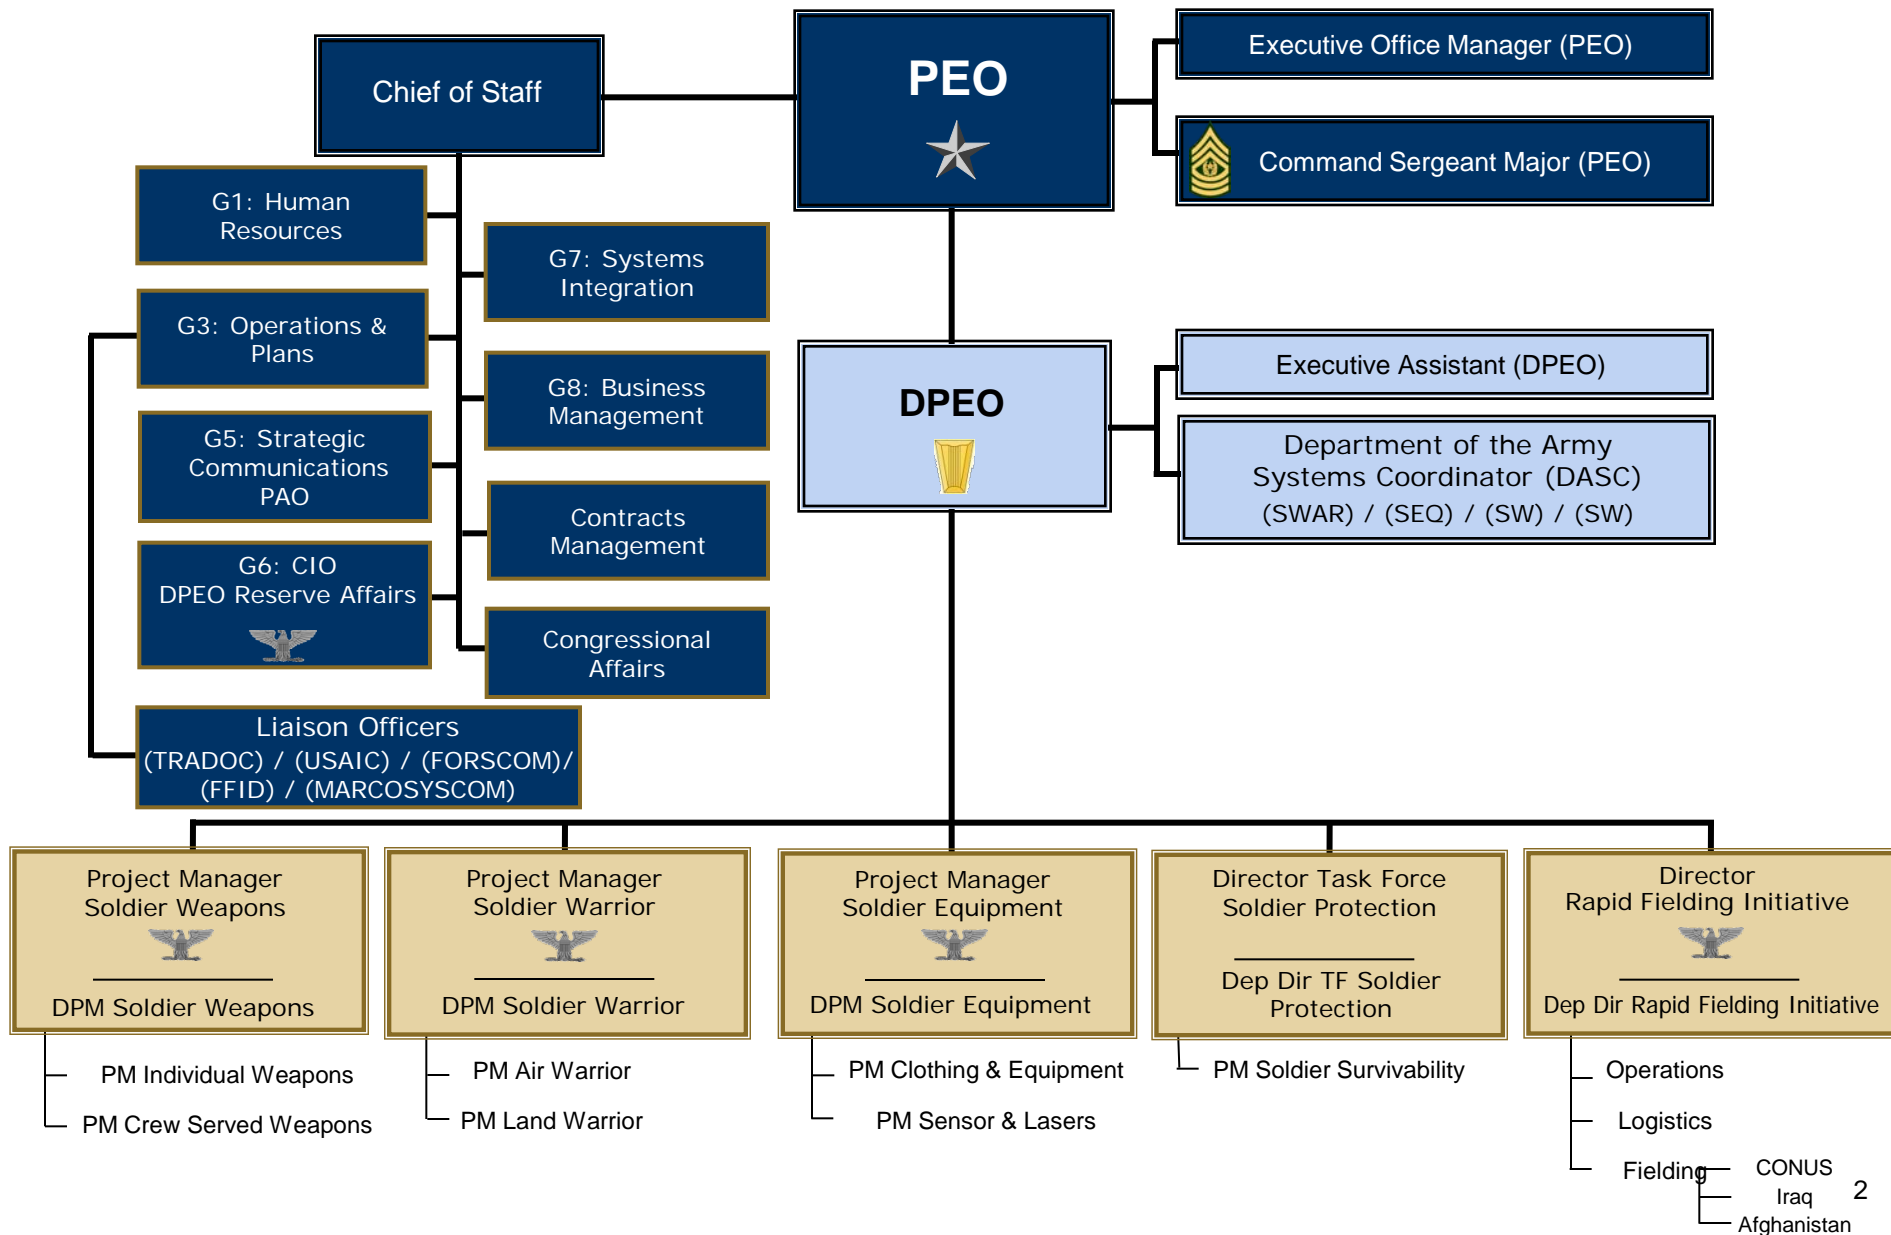 PEO
Chief of Staff
Executive Office Manager (PEO)
Command Sergeant Major (PEO)
G1: Human
Resources
G7: Systems
Integration
G3: Operations &
Plans
G8: Business
Management
G5: Strategic
Communications
PAO
Contracts
Management
G6: CIO
DPEO Reserve Affairs
Congressional
Affairs
Liaison Officers
(TRADOC) / (USAIC) / (FORSCOM)/
(FFID) / (MARCOSYSCOM)
DPEO
Executive Assistant (DPEO)
Department of the Army
Systems Coordinator (DASC)
(SWAR) / (SEQ) / (SW) / (SW)
Project Manager
Soldier Weapons
DPM Soldier Weapons
PM Individual Weapons
PM Crew Served Weapons
Project Manager
Soldier Warrior
DPM Soldier Warrior
PM Air Warrior
PM Land Warrior
Project Manager
Soldier Equipment
DPM Soldier Equipment
PM Clothing & Equipment
PM Sensor & Lasers
Director Task Force
Soldier Protection
Dep Dir TF Soldier
Protection
PM Soldier Survivability
Director
Rapid Fielding Initiative
Dep Dir Rapid Fielding Initiative
Operations
Logistics
Fielding
CONUS
Iraq
Afghanistan
2